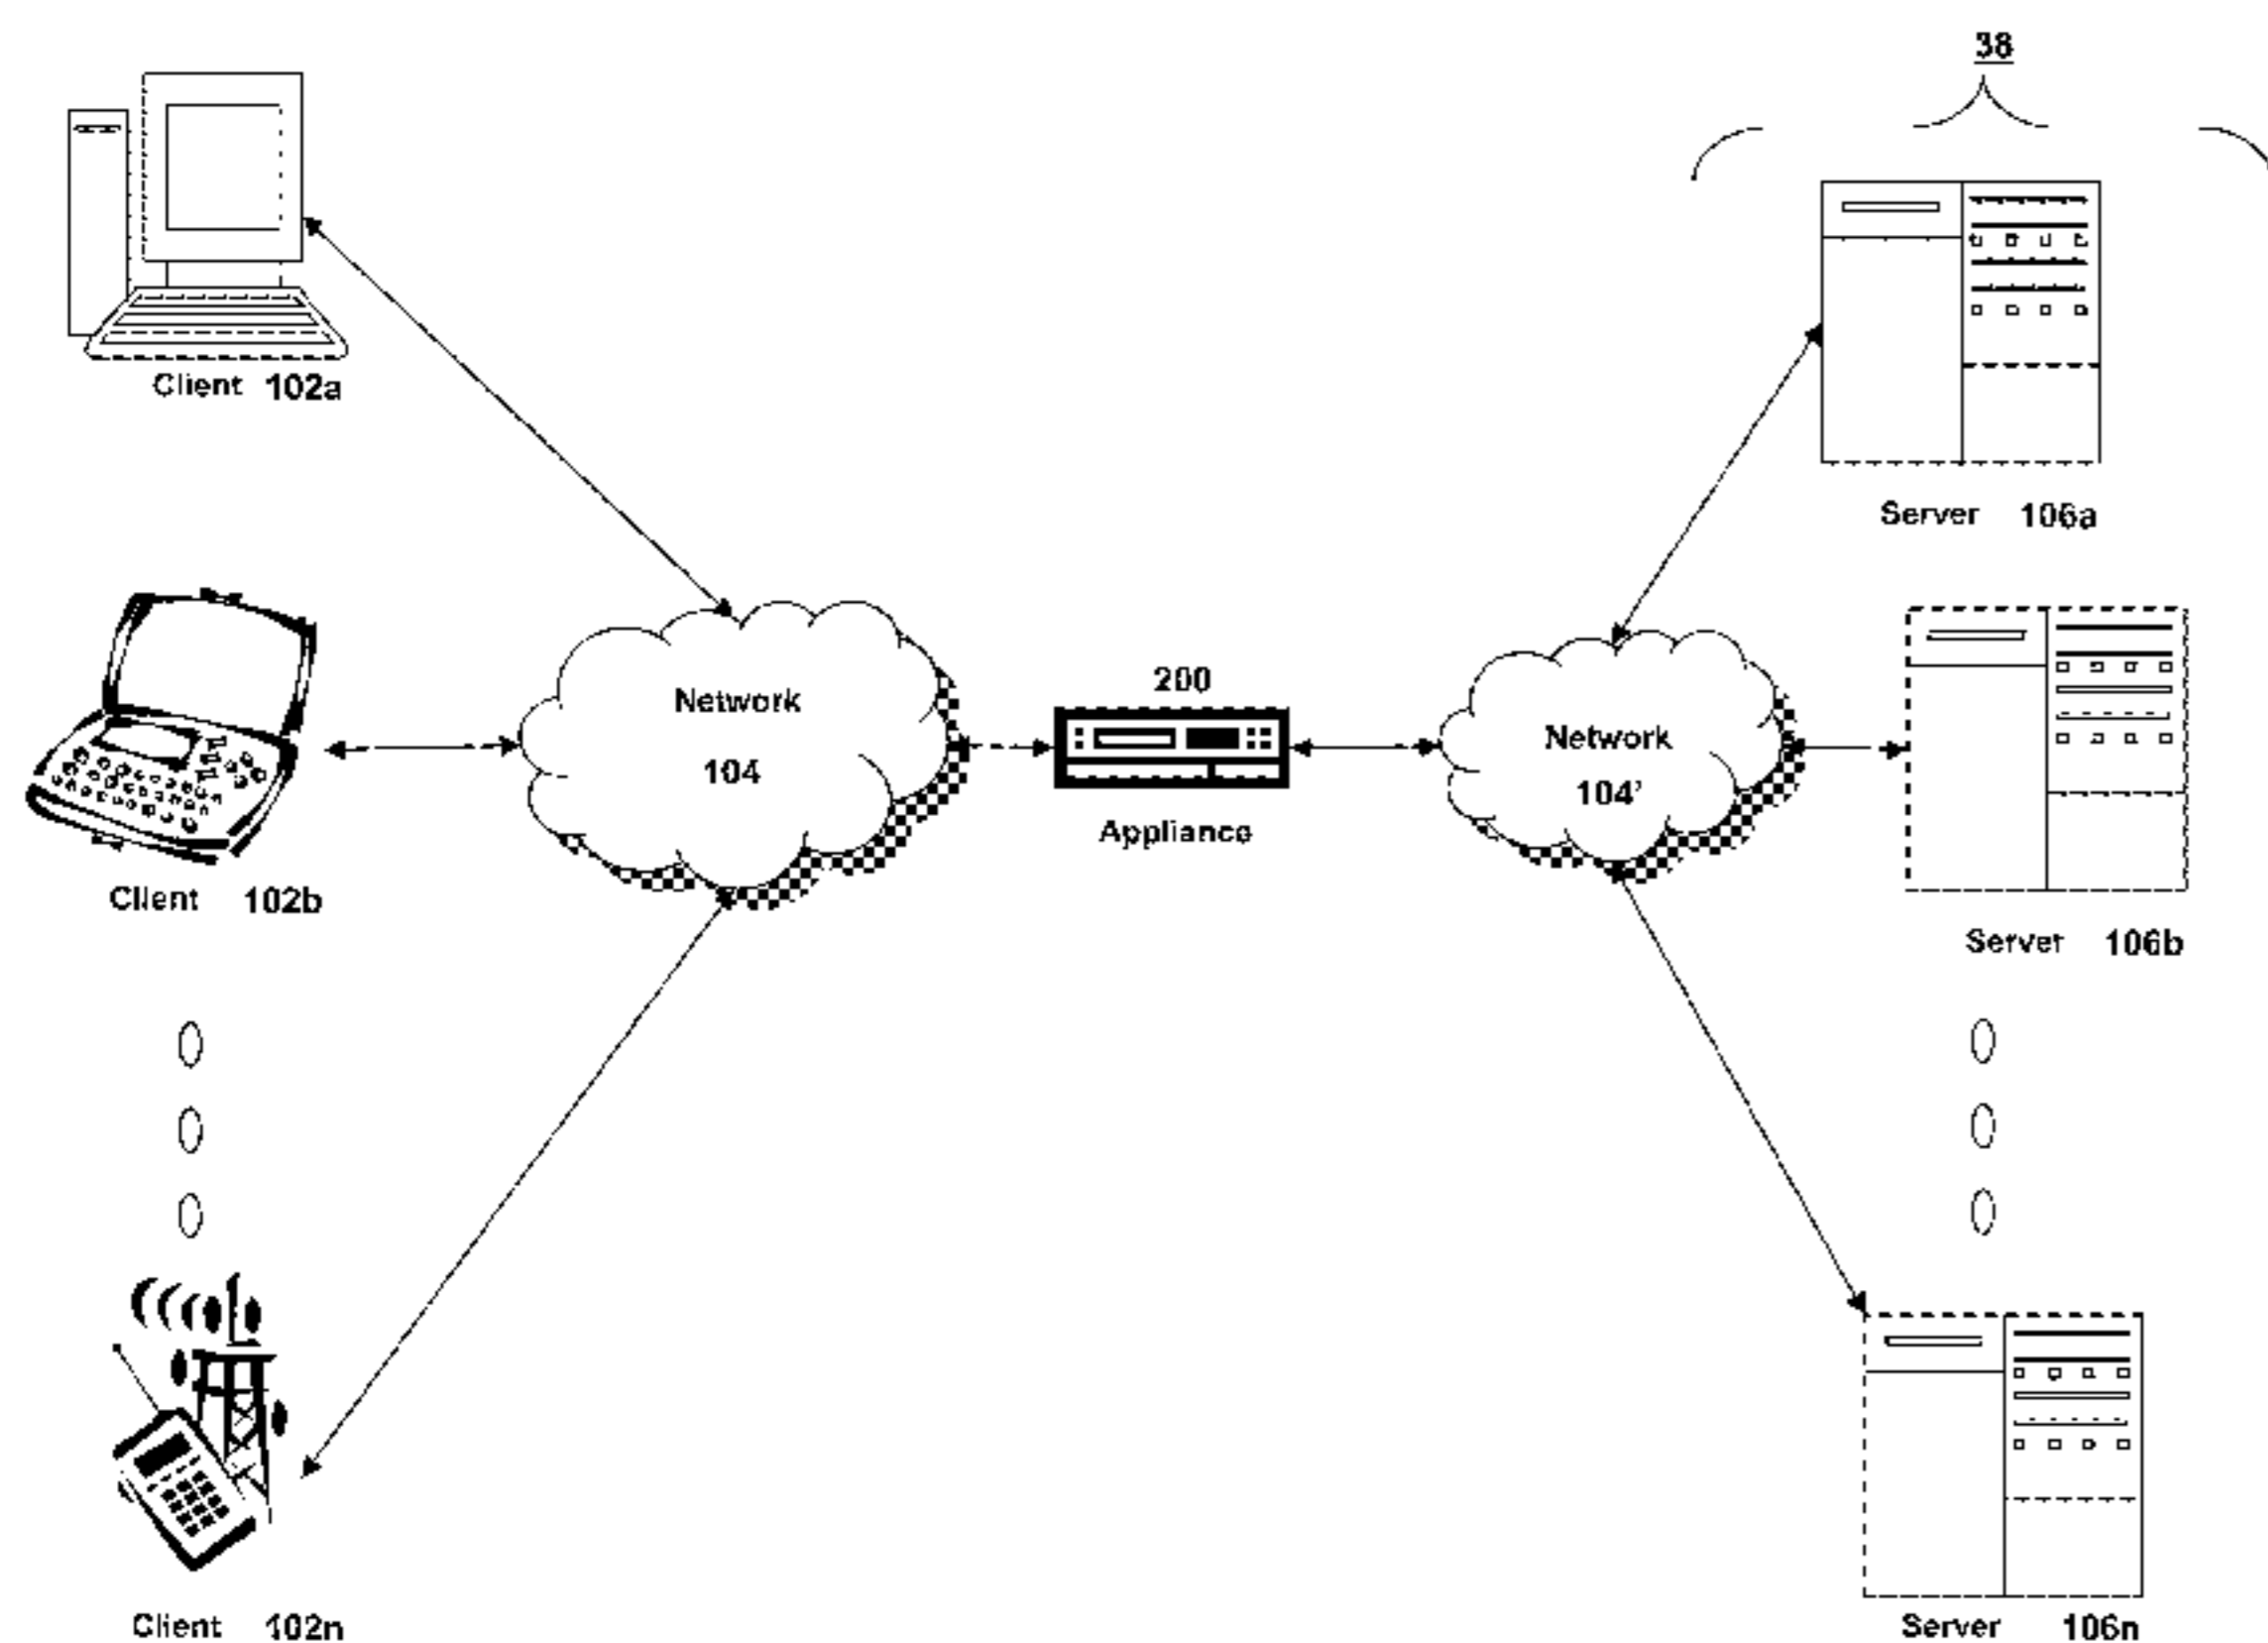 38
Client 102a
Server 106a
Network
104
200
Appliance
Network
104'
Client 102b
Server 106b
Client 102n
Server 106n